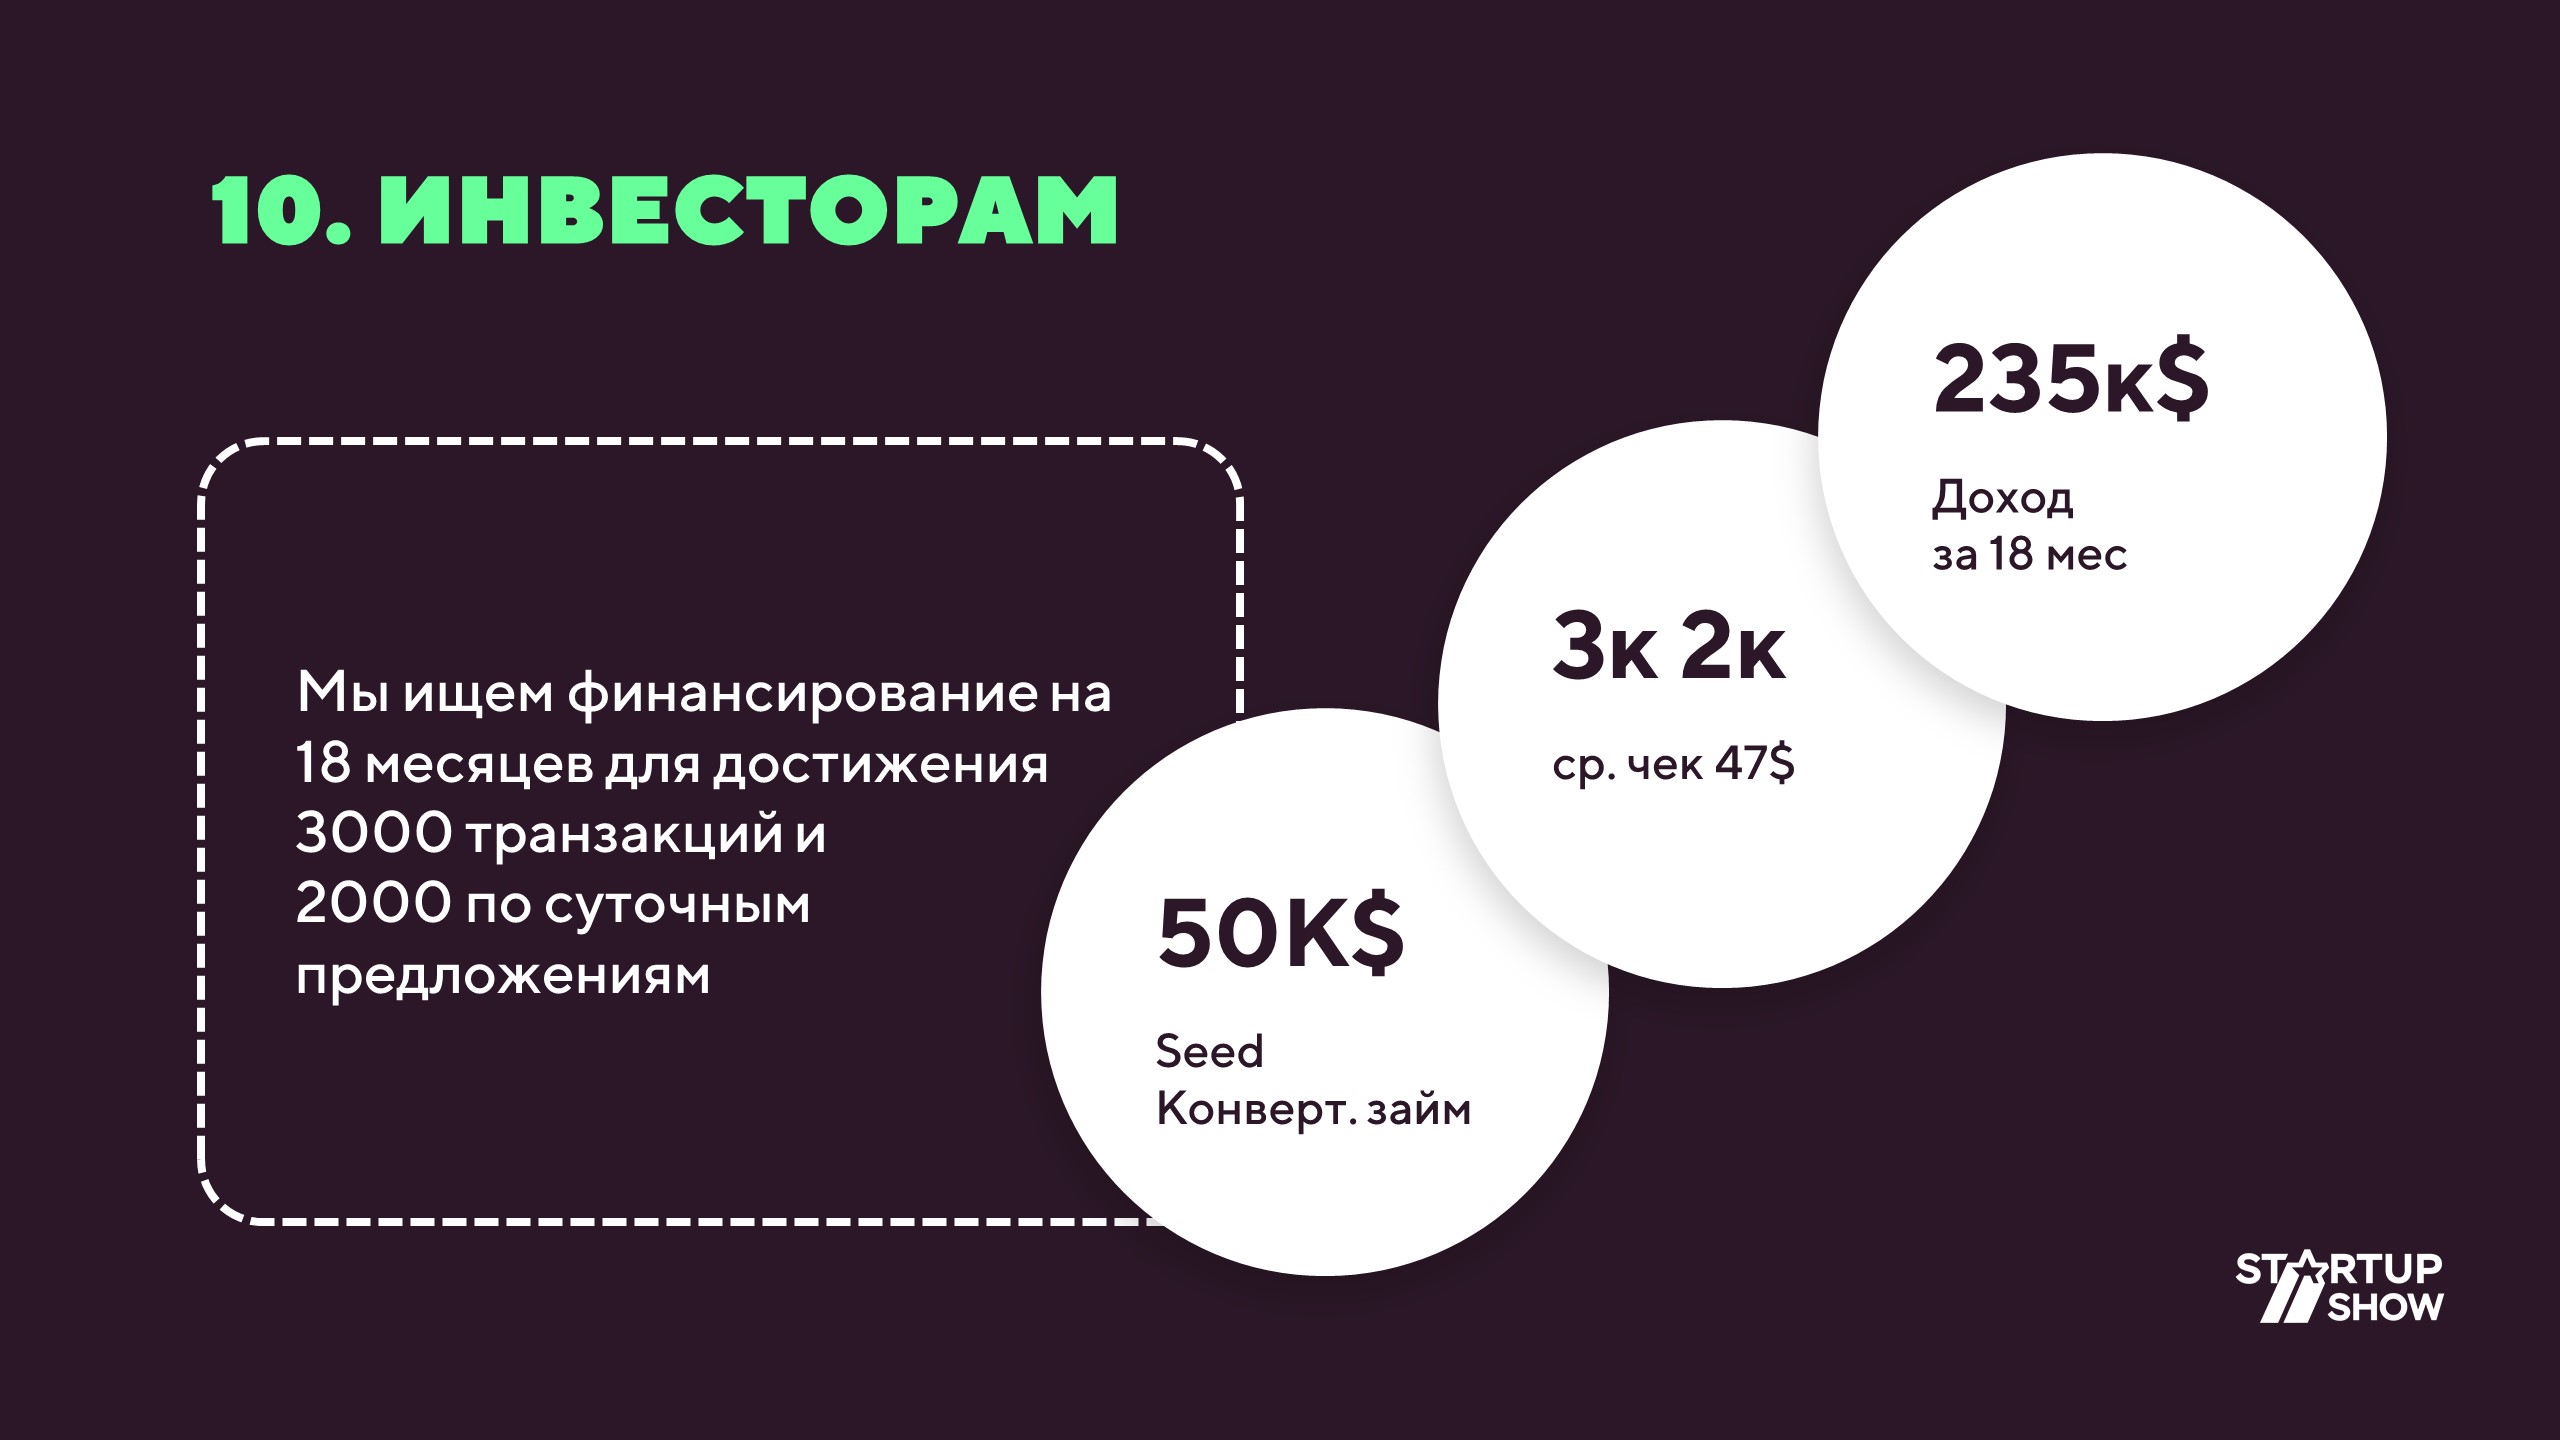 10. ИНВЕСТОРАМ
Мы ищем финансирование на
18 месяцев для достижения
3000 транзакций и
2000 по суточным
предложениям
50K$
Seed
Конверт. займ
3к 2к
ср. чек 47$
235к$
Доход
за 18 мес
STARTUP
SHOW